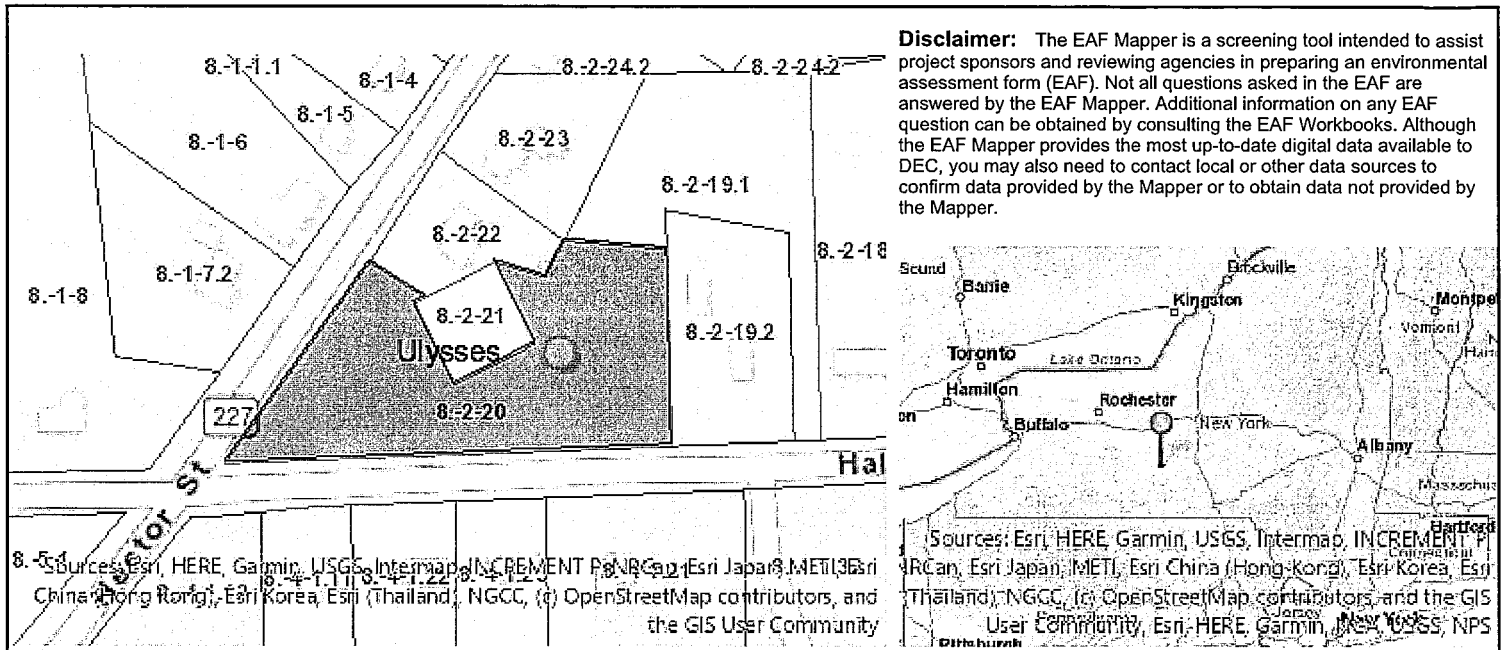 Disclaimer: The EAF Mapper is a screening tool intended to assist
project sponsors and reviewing agencies in preparing an environmental
assessment form (EAF). Not all questions asked in the EAF are
answered by the EAF Mapper. Additional information on any EAF
question can be obtained by consulting the EAF Workbooks. Although
the EAF Mapper provides the most up-to-date digital data available to
DEC, you may also need to contact local or other data sources to
confirm data provided by the Mapper or to obtain data not provided by
the Mapper.
8.-1-1.1
8.-1-4
8.-2-24.2
8.-2-24.2
8.-1-5
8.-1-6
8.-2-23
8.-2-19.1
8.-2-22
8.-2-18
8.-1-7.2
8.-1-8
8.-2-21
8.-2-19.2
Ulysses
8.-2-20
227
Hal
Hector St
8.-5-1
Sources: Esri, HERE, Garmin, USGS, Intermap, INCREMENT P, NRCan, Esri Japan, METI, Esri
China (Hong Kong), Esri Korea, Esri (Thailand), NGCC, (c) OpenStreetMap contributors, and
the GIS User Community
Sound
Barrie
Brockville
Kingston
Montpel
Vermont
Toronto
Lake Ontario
Hamilton
Rochester
on
Buffalo
New York
Albany
Massachus
Hartford
Sources: Esri, HERE, Garmin, USGS, Intermap, INCREMENT P,
NRCan, Esri Japan, METI, Esri China (Hong Kong), Esri Korea, Esri
(Thailand), NGCC, (c) OpenStreetMap contributors, and the GIS
User Community, Esri, HERE, Garmin, USGS, NPS
Pittsburgh